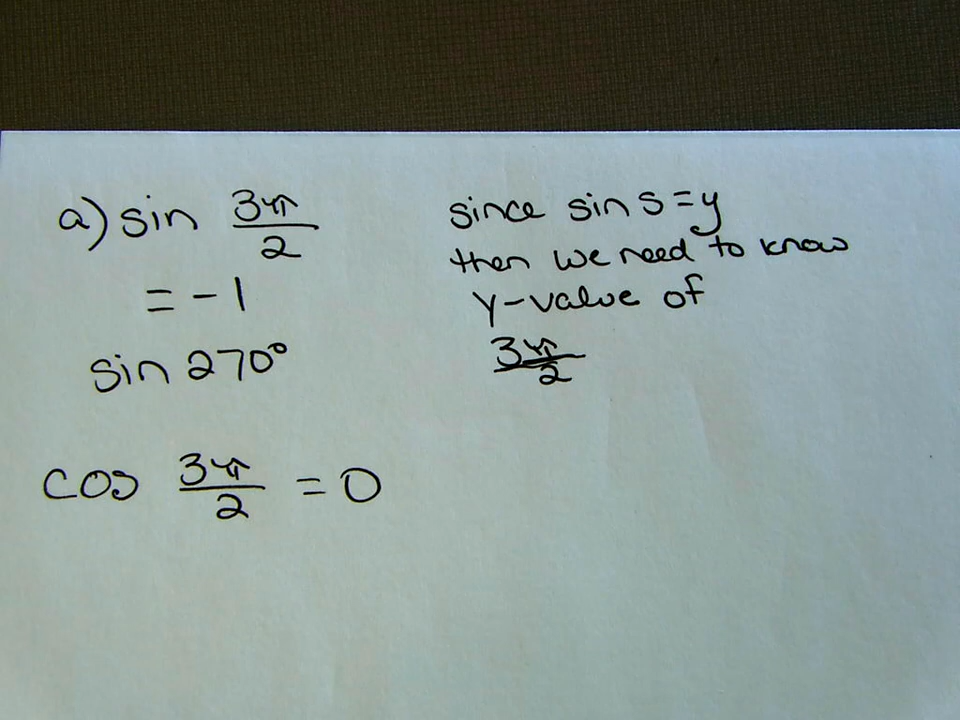 a) sin 3π/2
= -1
sin 270°
cos 3π/2 = 0
since sin s = y
then we need to know
y-value of
3π/2